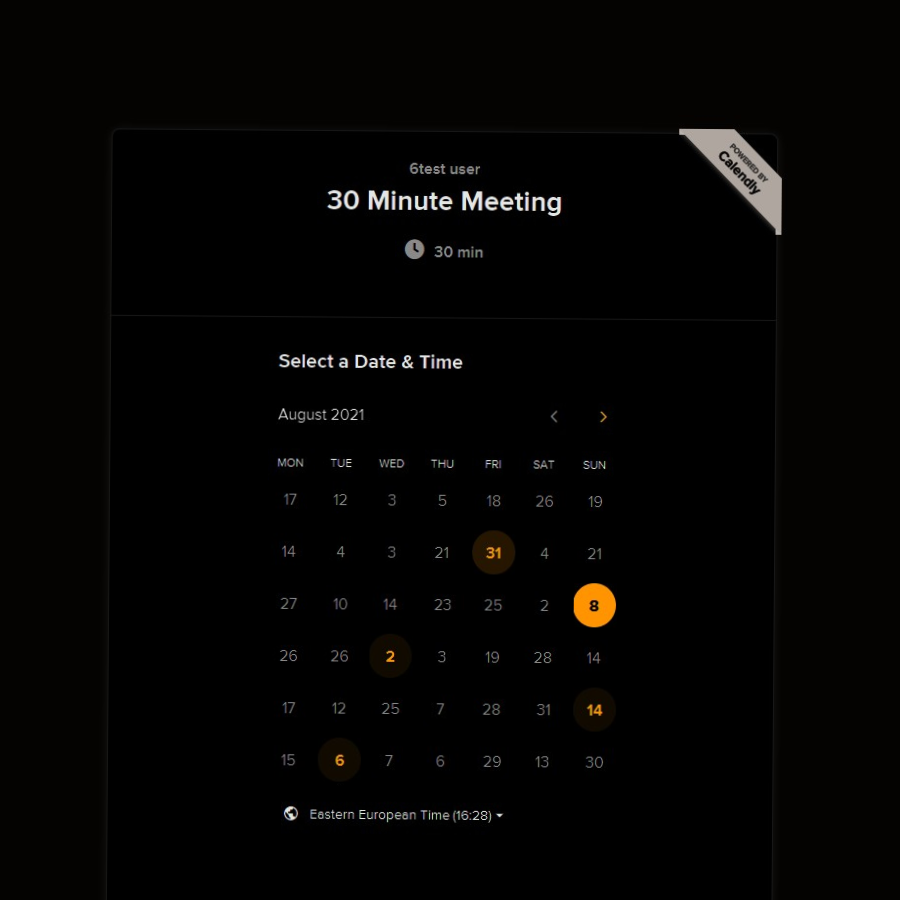 POWERED BY
Calendly
6test user
30 Minute Meeting
30 min
Select a Date & Time
August 2021
MON TUE WED THU FRI SAT SUN
17 12 3 5 18 26 19
14 4 3 21 31 4 21
27 10 14 23 25 2 8
26 26 2 3 19 28 14
17 12 25 7 28 31 14
15 6 7 6 29 13 30
Eastern European Time (16:28)